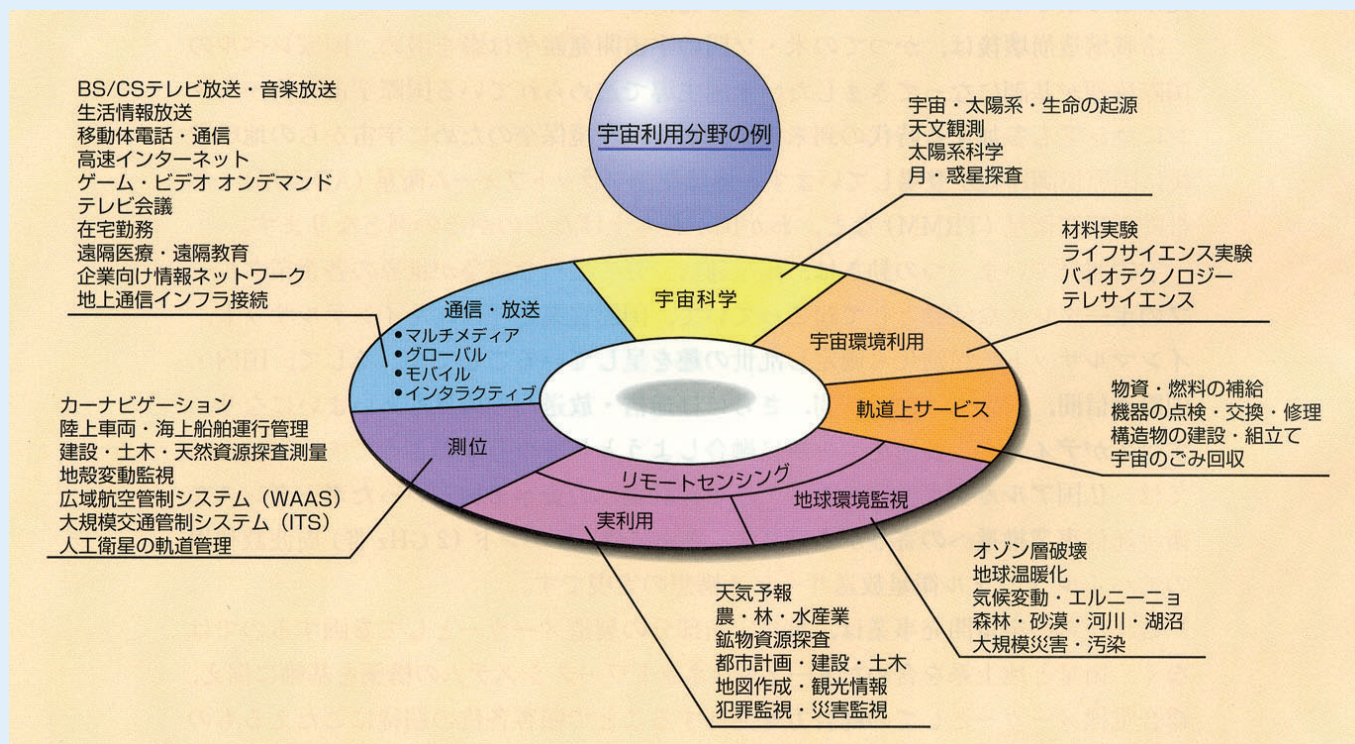 宇宙利用分野の例
BS/CSテレビ放送・音楽放送
生活情報放送
移動体電話・通信
高速インターネット
ゲーム・ビデオ オンデマンド
テレビ会議
在宅勤務
遠隔医療・遠隔教育
企業向け情報ネットワーク
地上通信インフラ接続
宇宙・太陽系・生命の起源
天文観測
太陽系科学
月・惑星探査
材料実験
ライフサイエンス実験
バイオテクノロジー
テレサイエンス
通信・放送
●マルチメディア
●グローバル
●モバイル
●インタラクティブ
宇宙科学
宇宙環境利用
軌道上サービス
測位
リモートセンシング
実利用
地球環境監視
物資・燃料の補給
機器の点検・交換・修理
構造物の建設・組立て
宇宙のごみ回収
カーナビゲーション
陸上車両・海上船舶運行管理
建設・土木・天然資源探査測量
地殻変動監視
広域航空管制システム（WAAS）
大規模交通管制システム（ITS）
人工衛星の軌道管理
天気予報
農・林・水産業
鉱物資源探査
都市計画・建設・土木
地図作成・観光情報
犯罪監視・災害監視
オゾン層破壊
地球温暖化
気候変動・エルニーニョ
森林・砂漠・河川・湖沼
大規模災害・汚染